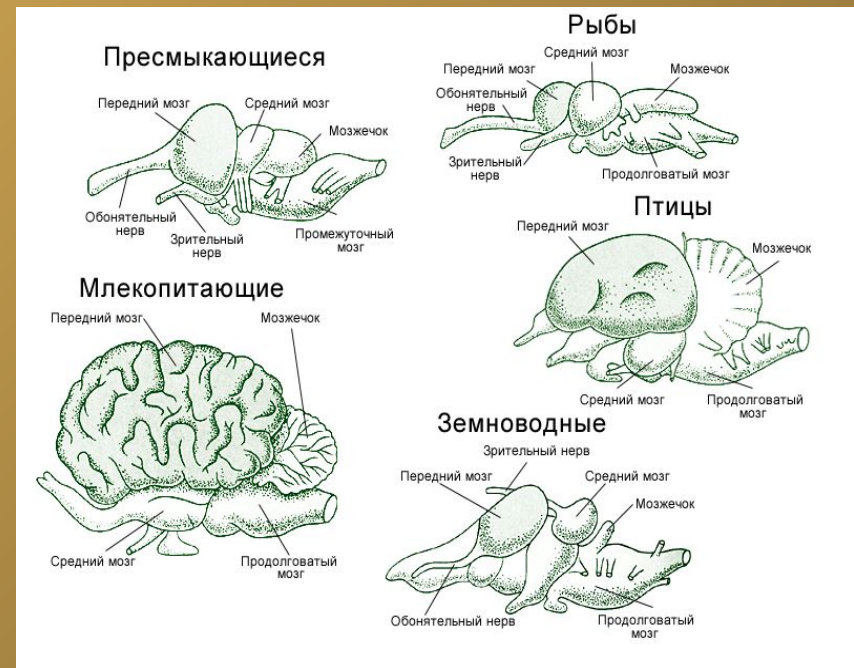 Пресмыкающиеся
Передний мозг
Средний мозг
Мозжечок
Обонятельный
нерв
Зрительный
нерв
Промежуточный
мозг
Рыбы
Средний мозг
Передний мозг
Мозжечок
Обонятельный
нерв
Зрительный
нерв
Продолговатый мозг
Птицы
Передний мозг
Мозжечок
Средний мозг
Продолговатый
мозг
Млекопитающие
Передний мозг
Мозжечок
Средний мозг
Продолговатый
мозг
Земноводные
Зрительный нерв
Передний мозг
Средний мозг
Мозжечок
Обонятельный нерв
Продолговатый
мозг